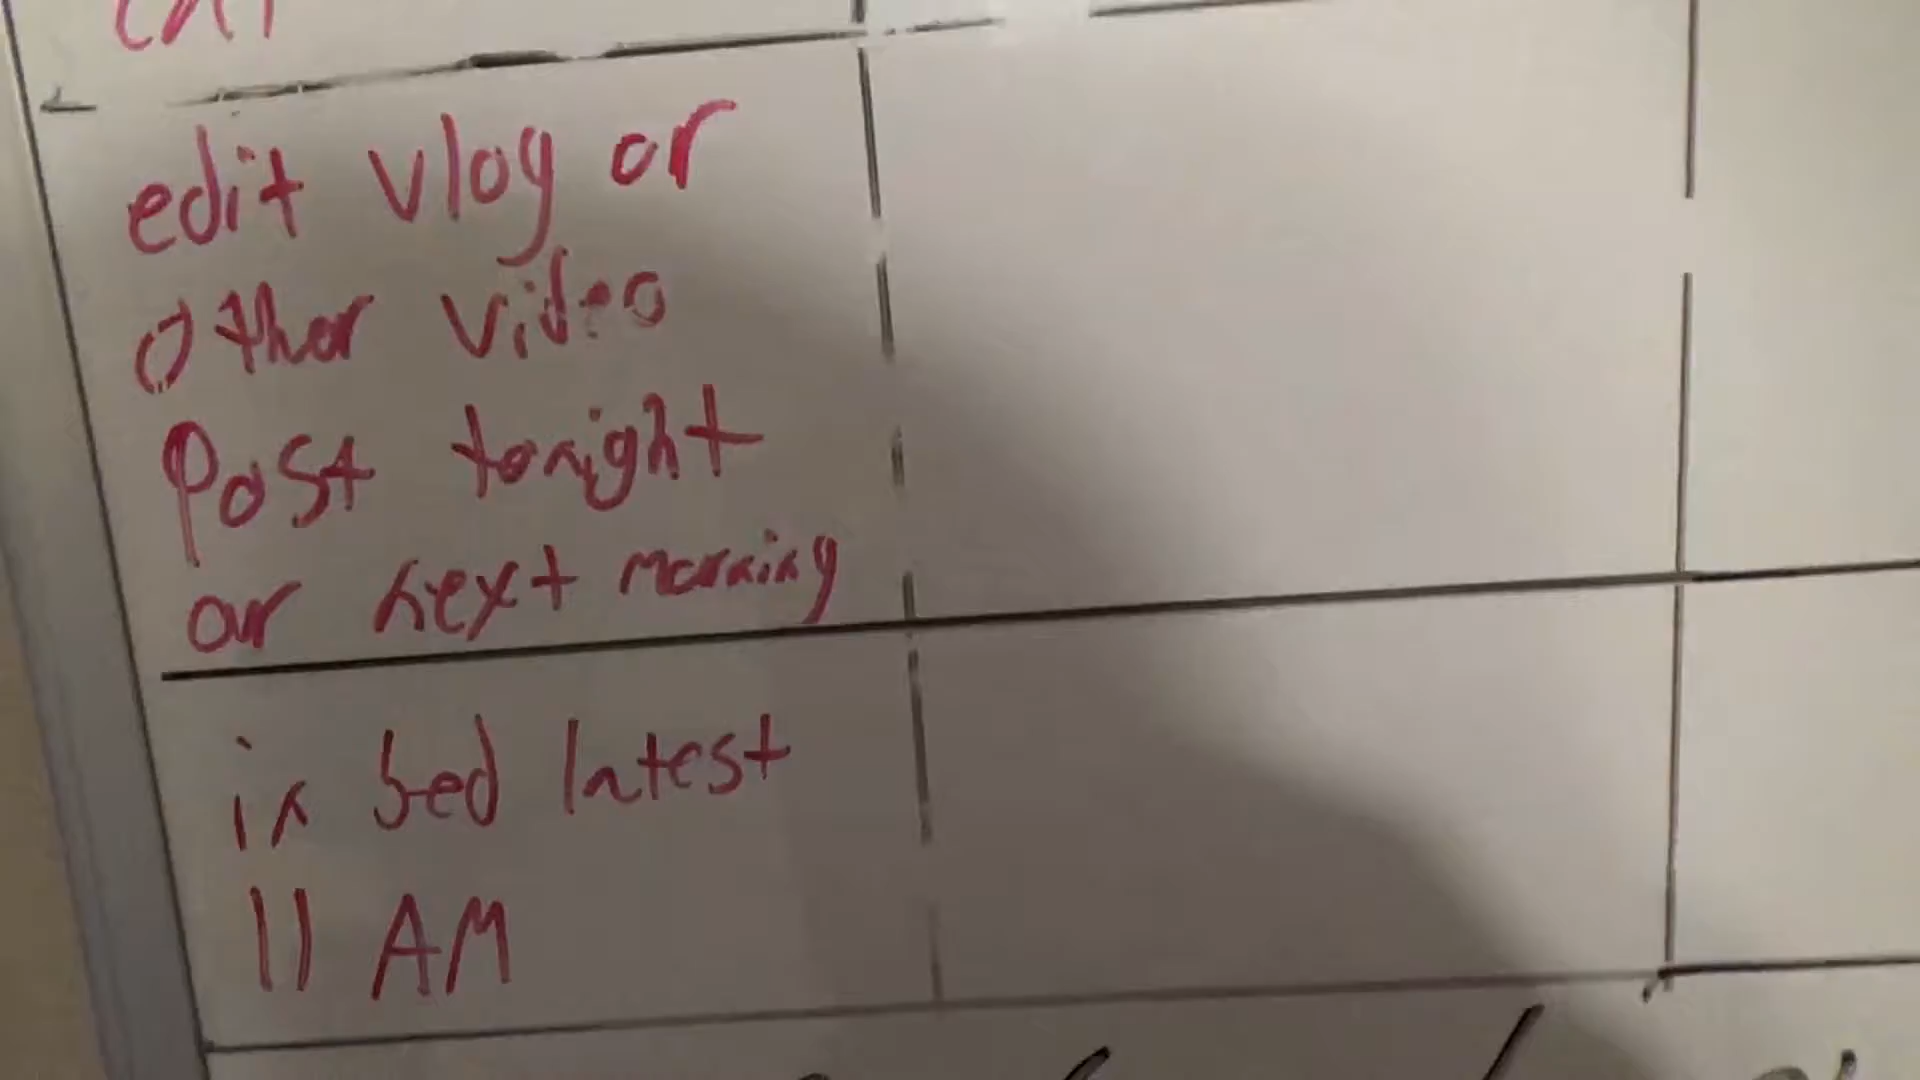 edit vlog or
other video
Post tonight
or next morning
in bed latest
11 AM